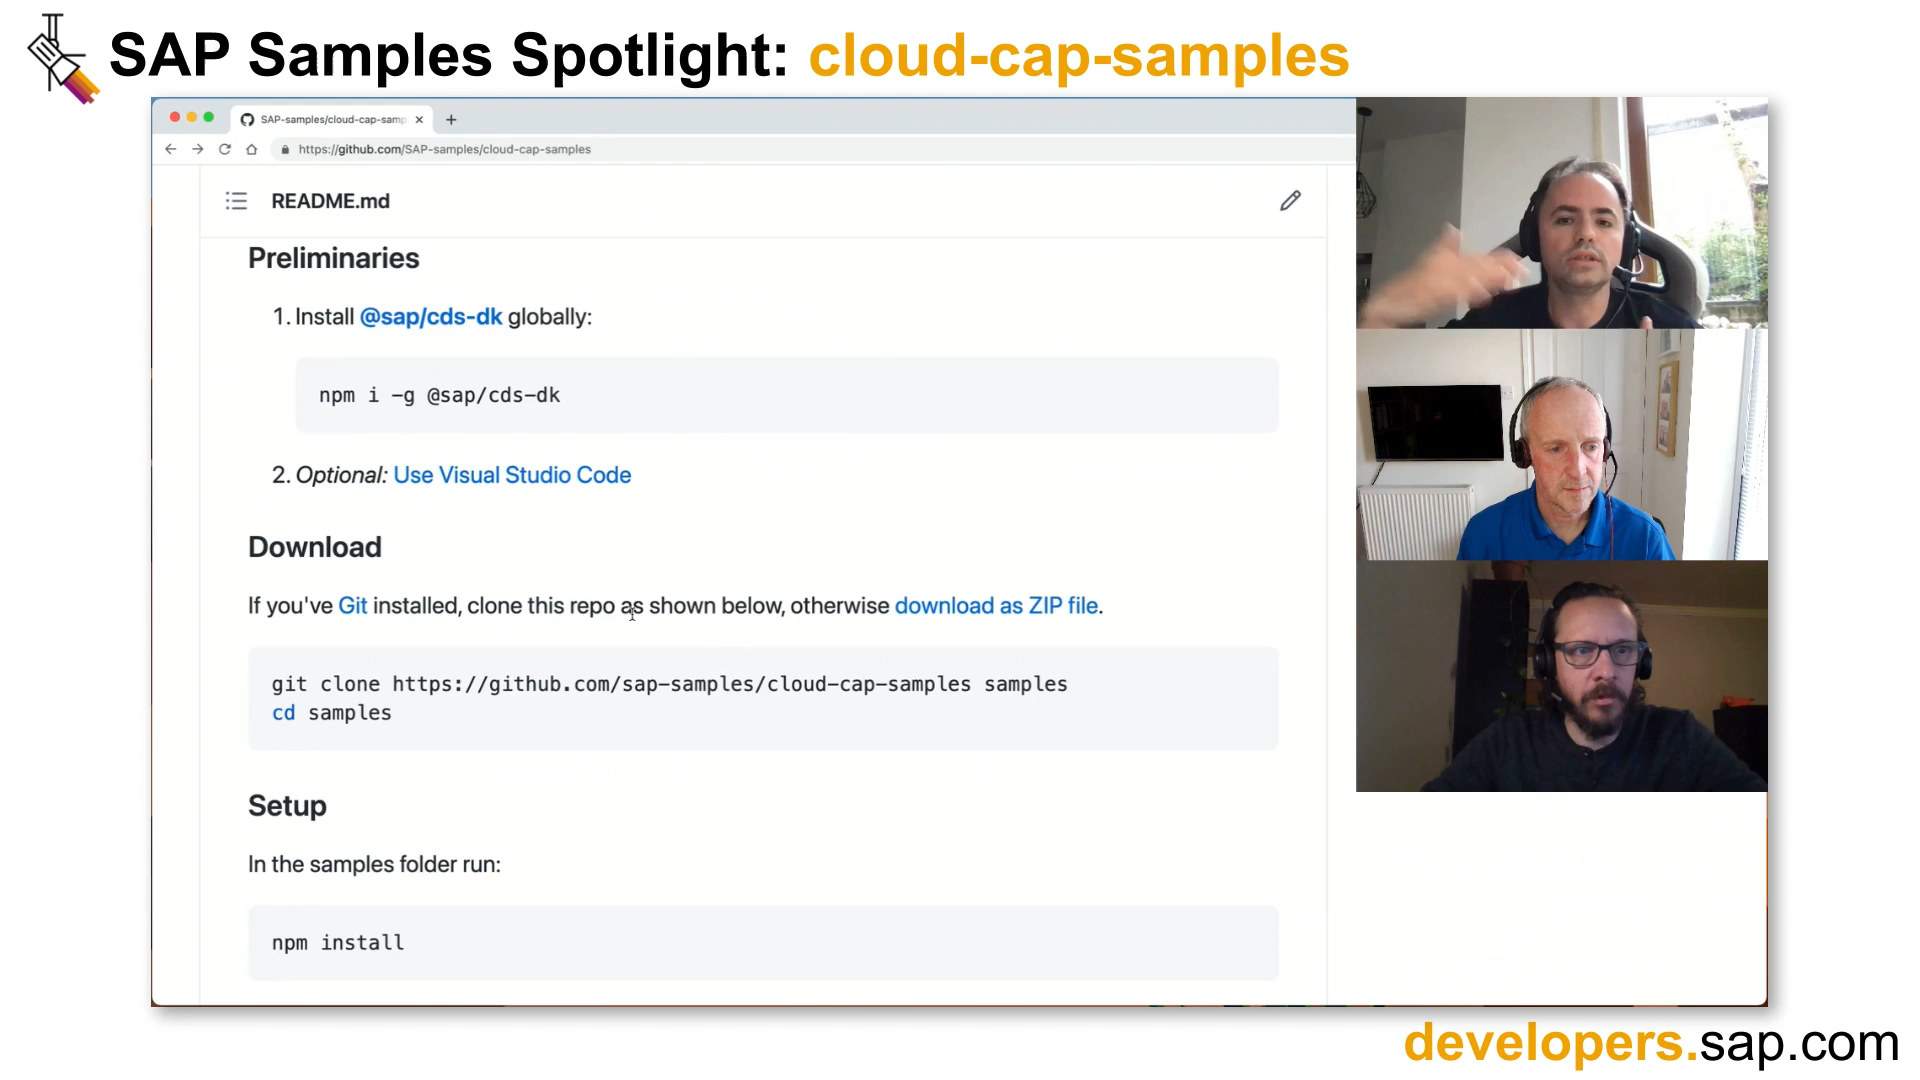 SAP Samples Spotlight: cloud-cap-samples
SAP-samples/cloud-cap-samp
https://github.com/SAP-samples/cloud-cap-samples
README.md
Preliminaries
1. Install @sap/cds-dk globally:
npm i -g @sap/cds-dk
2. Optional: Use Visual Studio Code
Download
If you've Git installed, clone this repo as shown below, otherwise download as ZIP file.
git clone https://github.com/sap-samples/cloud-cap-samples samples
cd samples
Setup
In the samples folder run:
npm install
developers.sap.com